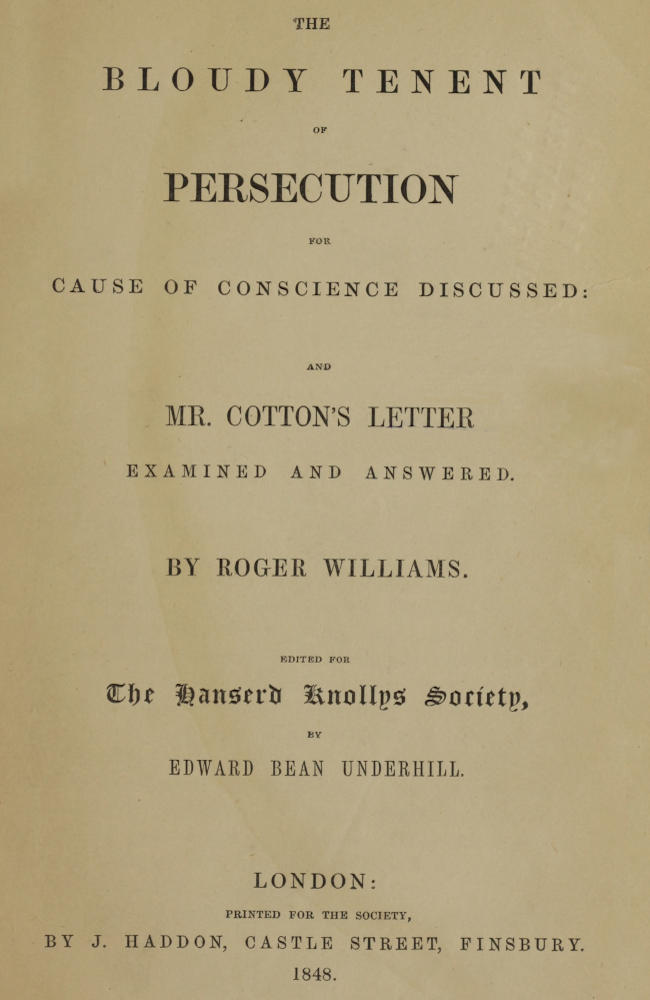 THE
BLOUDY TENENT
OF
PERSECUTION
FOR
CAUSE OF CONSCIENCE DISCUSSED:
AND
MR. COTTON'S LETTER
EXAMINED AND ANSWERED.
BY ROGER WILLIAMS.
EDITED FOR
The Hanserd Knollys Society,
BY
EDWARD BEAN UNDERHILL.
LONDON:
PRINTED FOR THE SOCIETY,
BY J. HADDON, CASTLE STREET, FINSBURY.
1848.